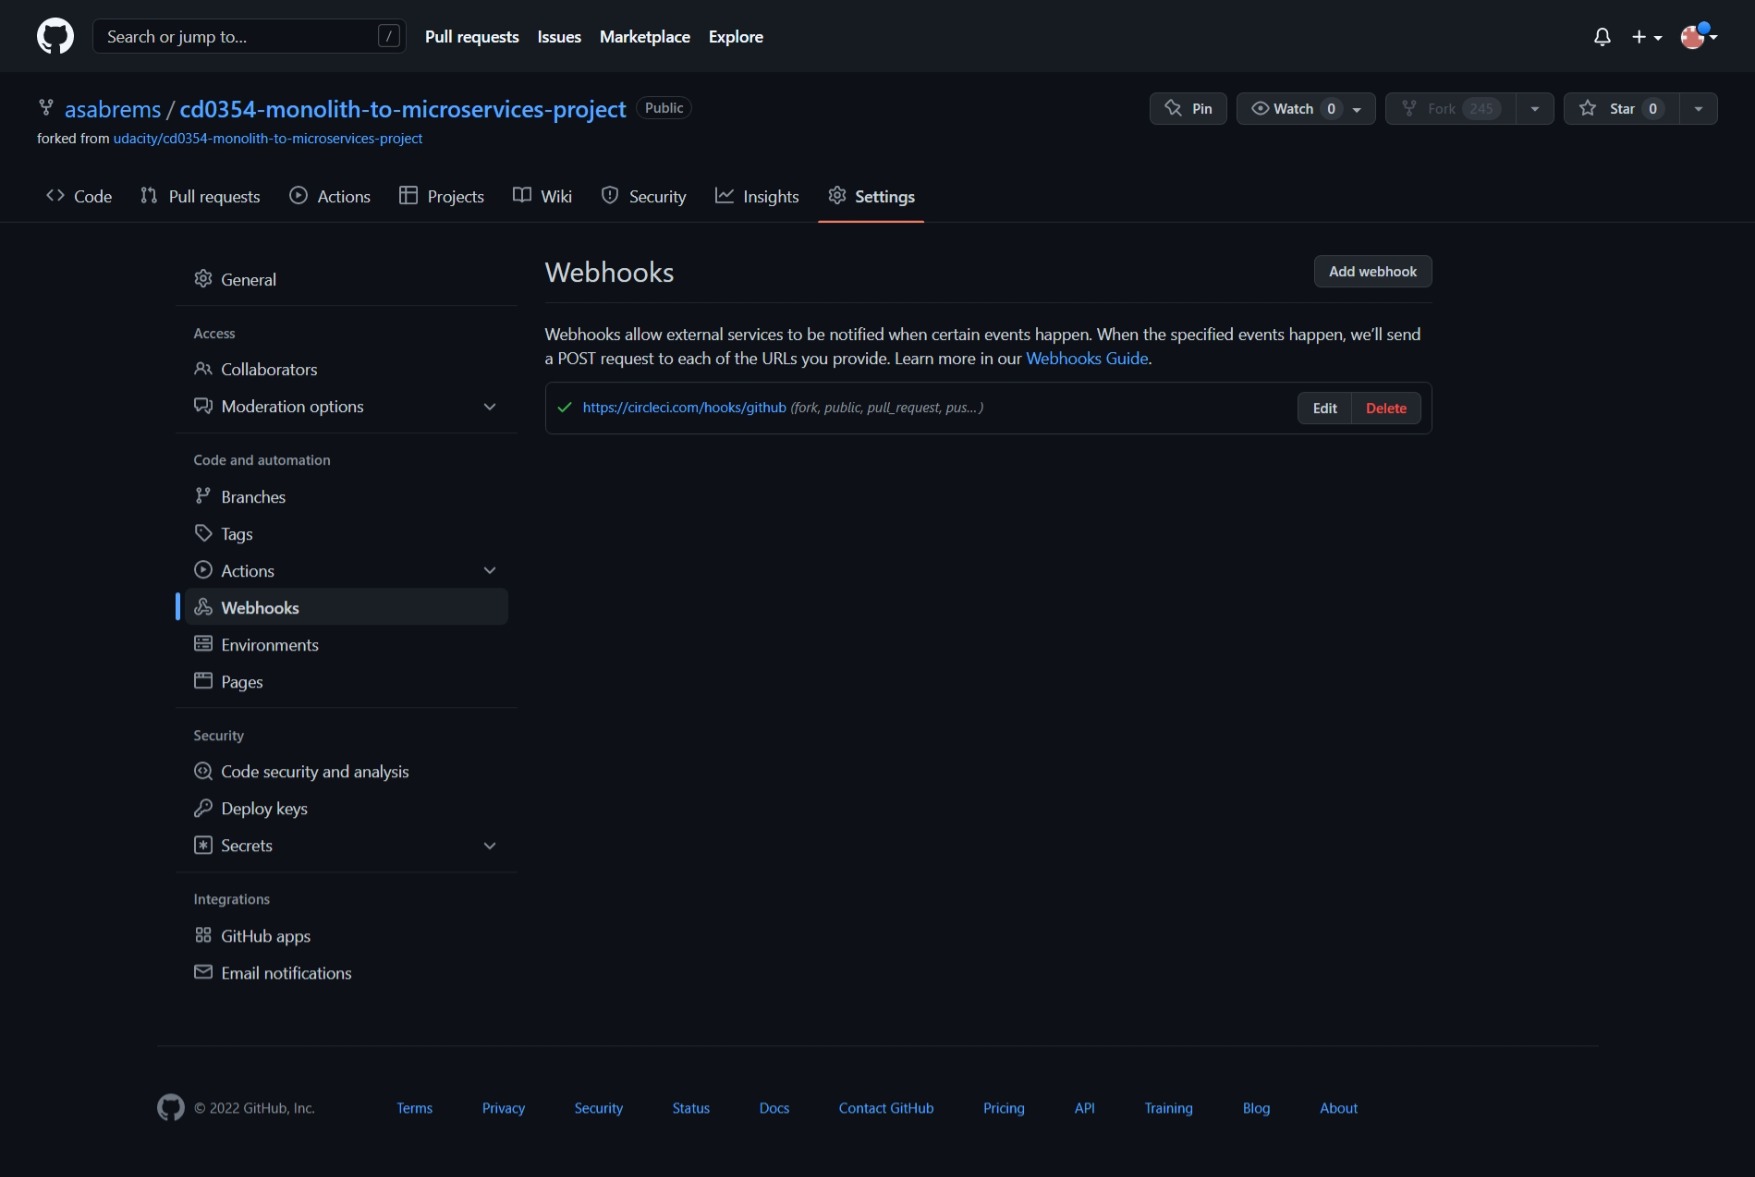 Search or jump to... /
Pull requests Issues Marketplace Explore
asabrems / cd0354-monolith-to-microservices-project Public
Pin Watch 0 Fork 245 Star 0
forked from udacity/cd0354-monolith-to-microservices-project
Code Pull requests Actions Projects Wiki Security Insights Settings
General
Access
Collaborators
Moderation options
Code and automation
Branches
Tags
Actions
Webhooks
Environments
Pages
Security
Code security and analysis
Deploy keys
Secrets
Integrations
GitHub apps
Email notifications
Webhooks
Add webhook
Webhooks allow external services to be notified when certain events happen. When the specified events happen, we'll send
a POST request to each of the URLs you provide. Learn more in our Webhooks Guide.
https://circleci.com/hooks/github (fork, public, pull_request, pus...)
Edit Delete
© 2022 GitHub, Inc. Terms Privacy Security Status Docs Contact GitHub Pricing API Training Blog About